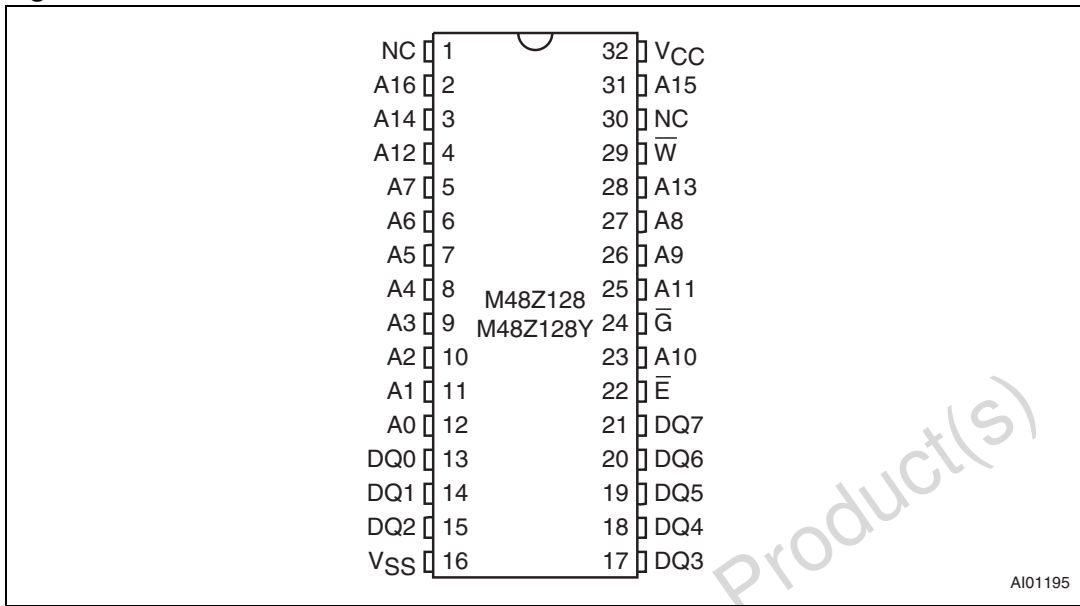 NC 1 32 VCC
A16 2 31 A15
A14 3 30 NC
A12 4 29 W̅
A7 5 28 A13
A6 6 27 A8
A5 7 26 A9
A4 8 M48Z128 25 A11
A3 9 M48Z128Y 24 G̅
A2 10 23 A10
A1 11 22 E̅
A0 12 21 DQ7
DQ0 13 20 DQ6
DQ1 14 19 DQ5
DQ2 15 18 DQ4
VSS 16 17 DQ3
Product(s)
AI01195